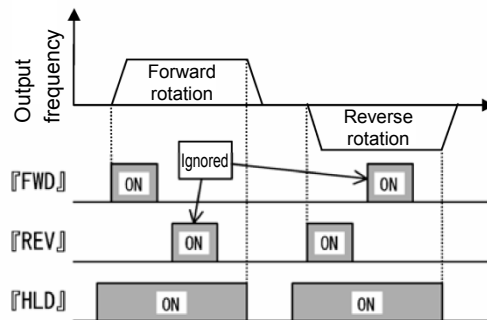 Output
frequency
Forward
rotation
Reverse
rotation
Ignored
『FWD』
ON
ON
『REV』
ON
ON
『HLD』
ON
ON